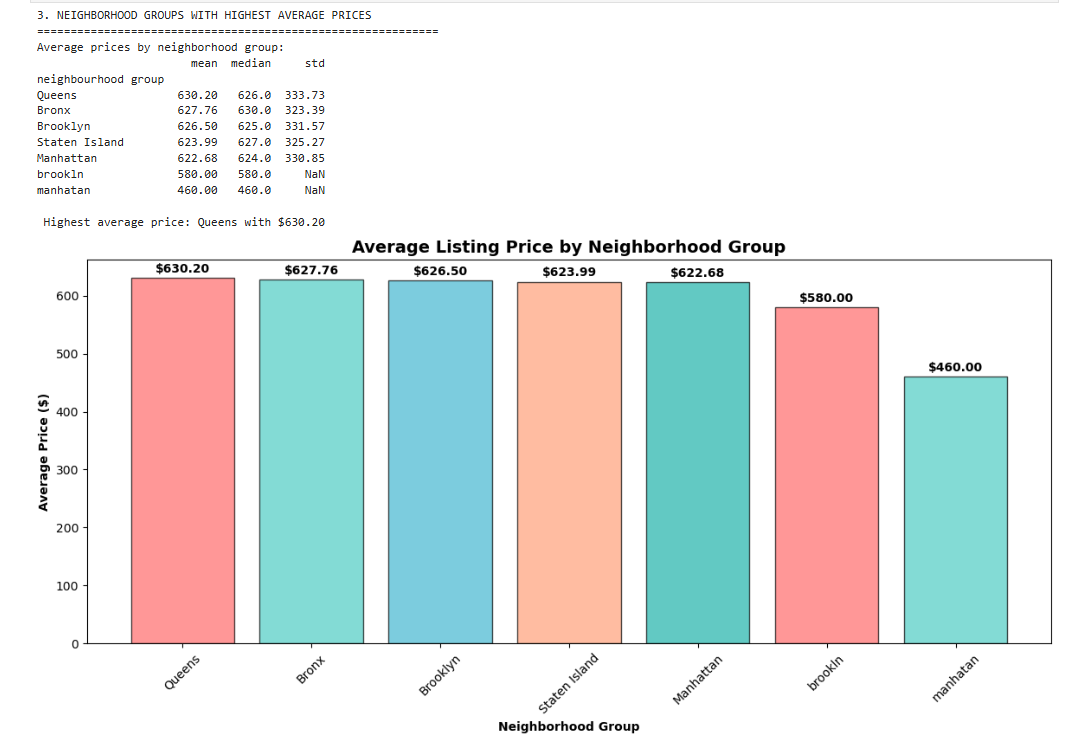 3. NEIGHBORHOOD GROUPS WITH HIGHEST AVERAGE PRICES
============================================================
Average prices by neighborhood group:
mean median std
neighbourhood group
Queens 630.20 626.0 333.73
Bronx 627.76 630.0 323.39
Brooklyn 626.50 625.0 331.57
Staten Island 623.99 627.0 325.27
Manhattan 622.68 624.0 330.85
brookln 580.00 580.0 NaN
manhatan 460.00 460.0 NaN
Highest average price: Queens with $630.20
Average Listing Price by Neighborhood Group
$630.20 $627.76 $626.50 $623.99 $622.68 $580.00 $460.00
600
500
400
300
200
100
0
Average Price ($)
Queens Bronx Brooklyn Staten Island Manhattan brookln manhatan
Neighborhood Group